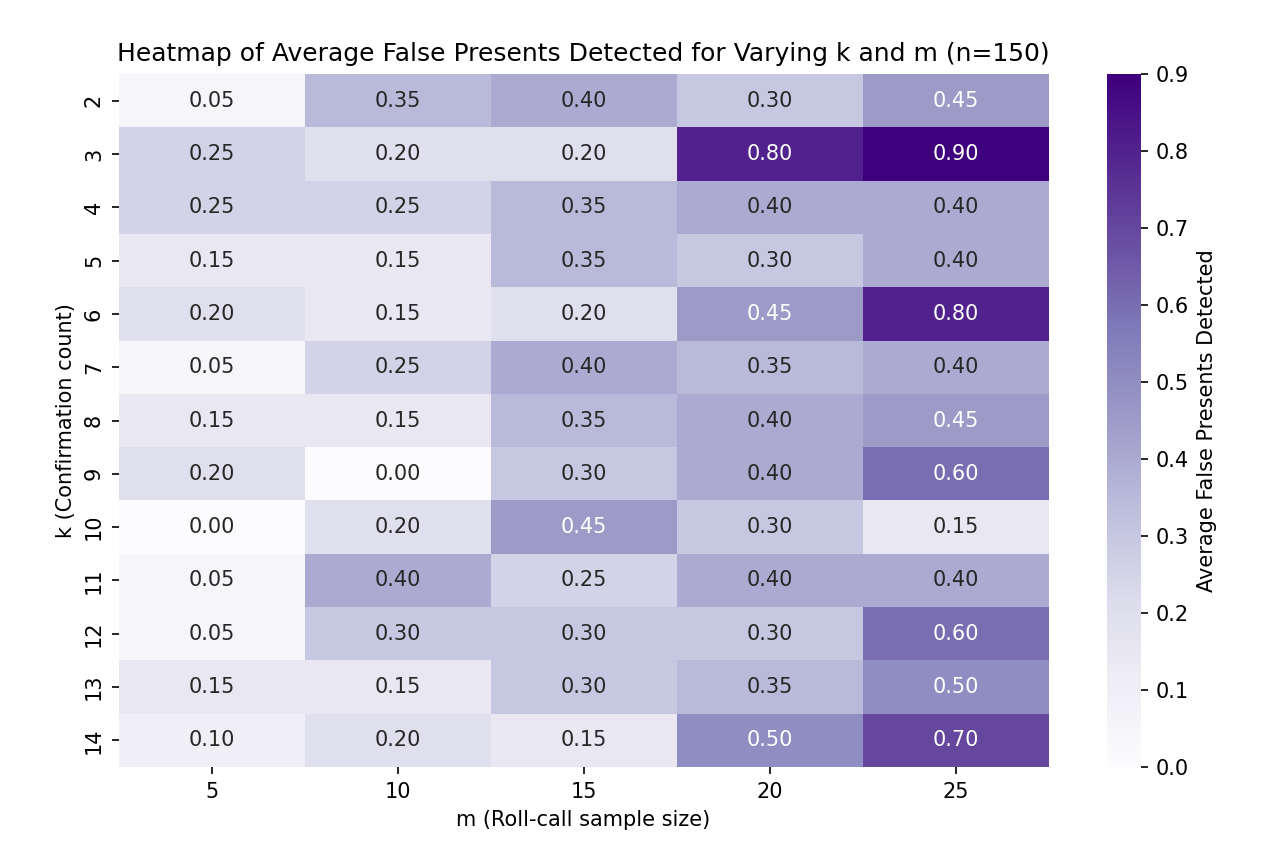 Heatmap of Average False Presents Detected for Varying k and m (n=150)
k (Confirmation count)
2 0.05 0.35 0.40 0.30 0.45
3 0.25 0.20 0.20 0.80 0.90
4 0.25 0.25 0.35 0.40 0.40
5 0.15 0.15 0.35 0.30 0.40
6 0.20 0.15 0.20 0.45 0.80
7 0.05 0.25 0.40 0.35 0.40
8 0.15 0.15 0.35 0.40 0.45
9 0.20 0.00 0.30 0.40 0.60
10 0.00 0.20 0.45 0.30 0.15
11 0.05 0.40 0.25 0.40 0.40
12 0.05 0.30 0.30 0.30 0.60
13 0.15 0.15 0.30 0.35 0.50
14 0.10 0.20 0.15 0.50 0.70
5 10 15 20 25
m (Roll-call sample size)
0.9
0.8
0.7
0.6
0.5
0.4
0.3
0.2
0.1
0.0
Average False Presents Detected